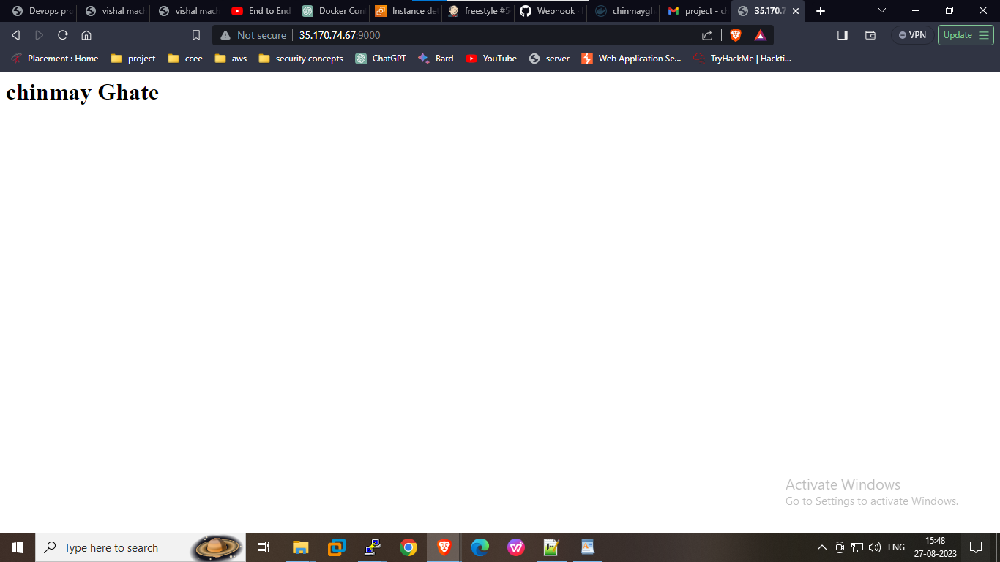 Devops pro
vishal mach
vishal mach
End to End
Docker Con
Instance det
freestyle #5
Webhook ·
chinmaygh
project - ch
35.170.7
Not secure
35.170.74.67:9000
VPN
Update
Placement : Home
project
ccee
aws
security concepts
ChatGPT
Bard
YouTube
server
Web Application Se...
TryHackMe | Hackti...
chinmay Ghate
Activate Windows
Go to Settings to activate Windows.
Type here to search
ENG
15:48
27-08-2023